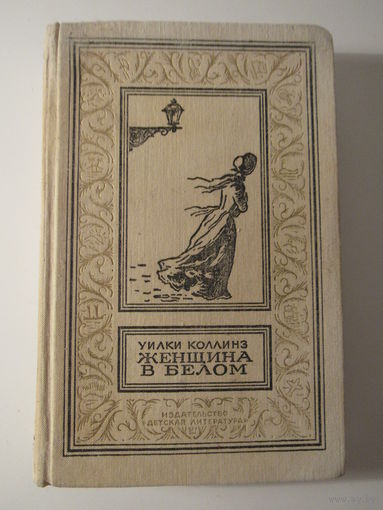 УИЛКИ КОЛЛИНЗ
ЖЕНЩИНА
В БЕЛОМ
ИЗДАТЕЛЬСТВО
«ДЕТСКАЯ ЛИТЕРАТУРА»